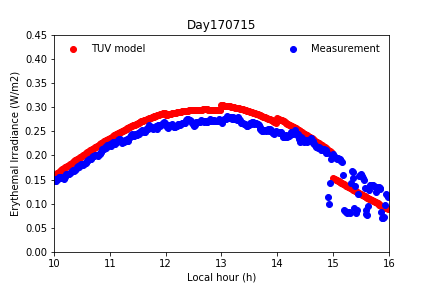 Day170715
TUV model
Measurement
Erythemal Irradiance (W/m2)
0.45
0.40
0.35
0.30
0.25
0.20
0.15
0.10
0.05
0.00
10 11 12 13 14 15 16
Local hour (h)